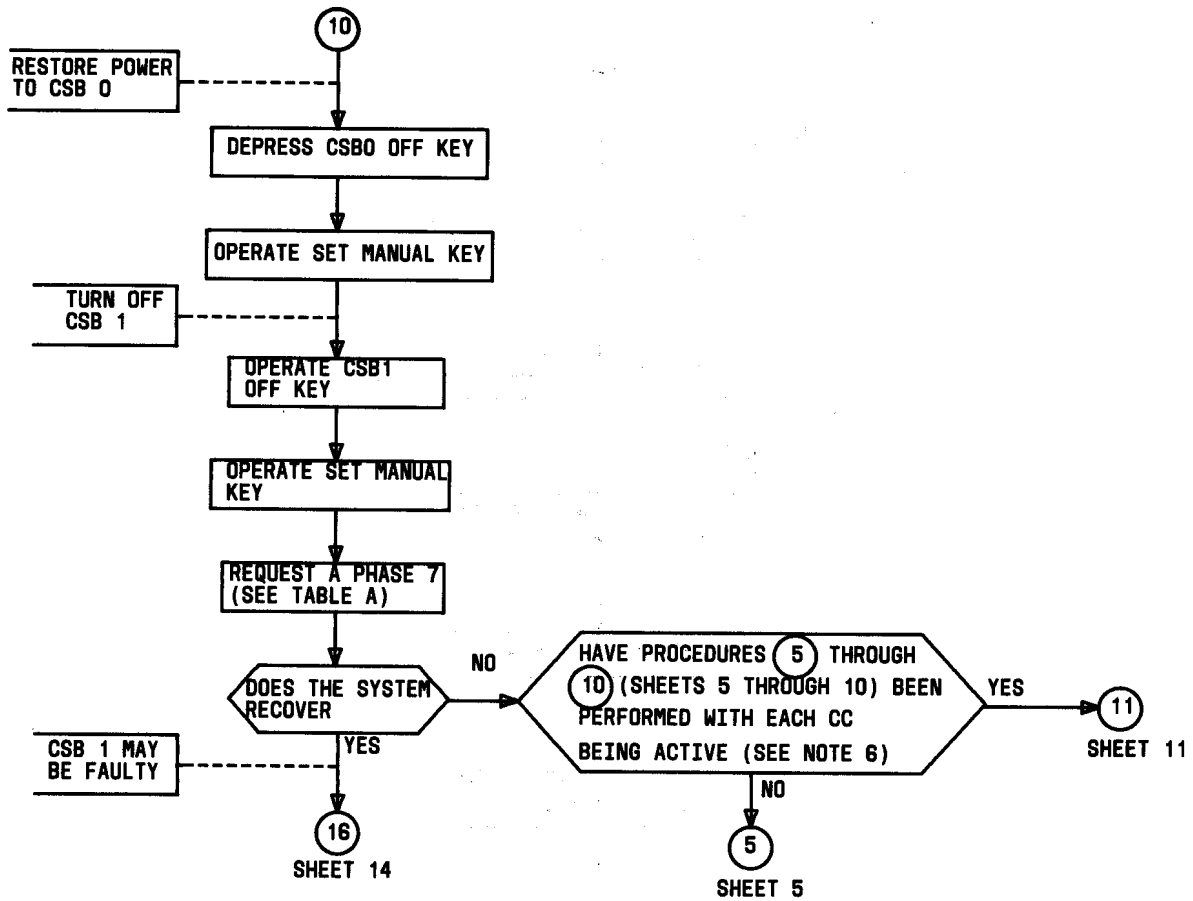 10
RESTORE POWER
TO CSB 0
DEPRESS CSB0 OFF KEY
OPERATE SET MANUAL KEY
TURN OFF
CSB 1
OPERATE CSB1
OFF KEY
OPERATE SET MANUAL
KEY
REQUEST A PHASE 7
(SEE TABLE A)
DOES THE SYSTEM
RECOVER
NO
HAVE PROCEDURES 5 THROUGH
10 (SHEETS 5 THROUGH 10) BEEN
PERFORMED WITH EACH CC
BEING ACTIVE (SEE NOTE 6)
YES
11
SHEET 11
YES
CSB 1 MAY
BE FAULTY
16
SHEET 14
NO
5
SHEET 5